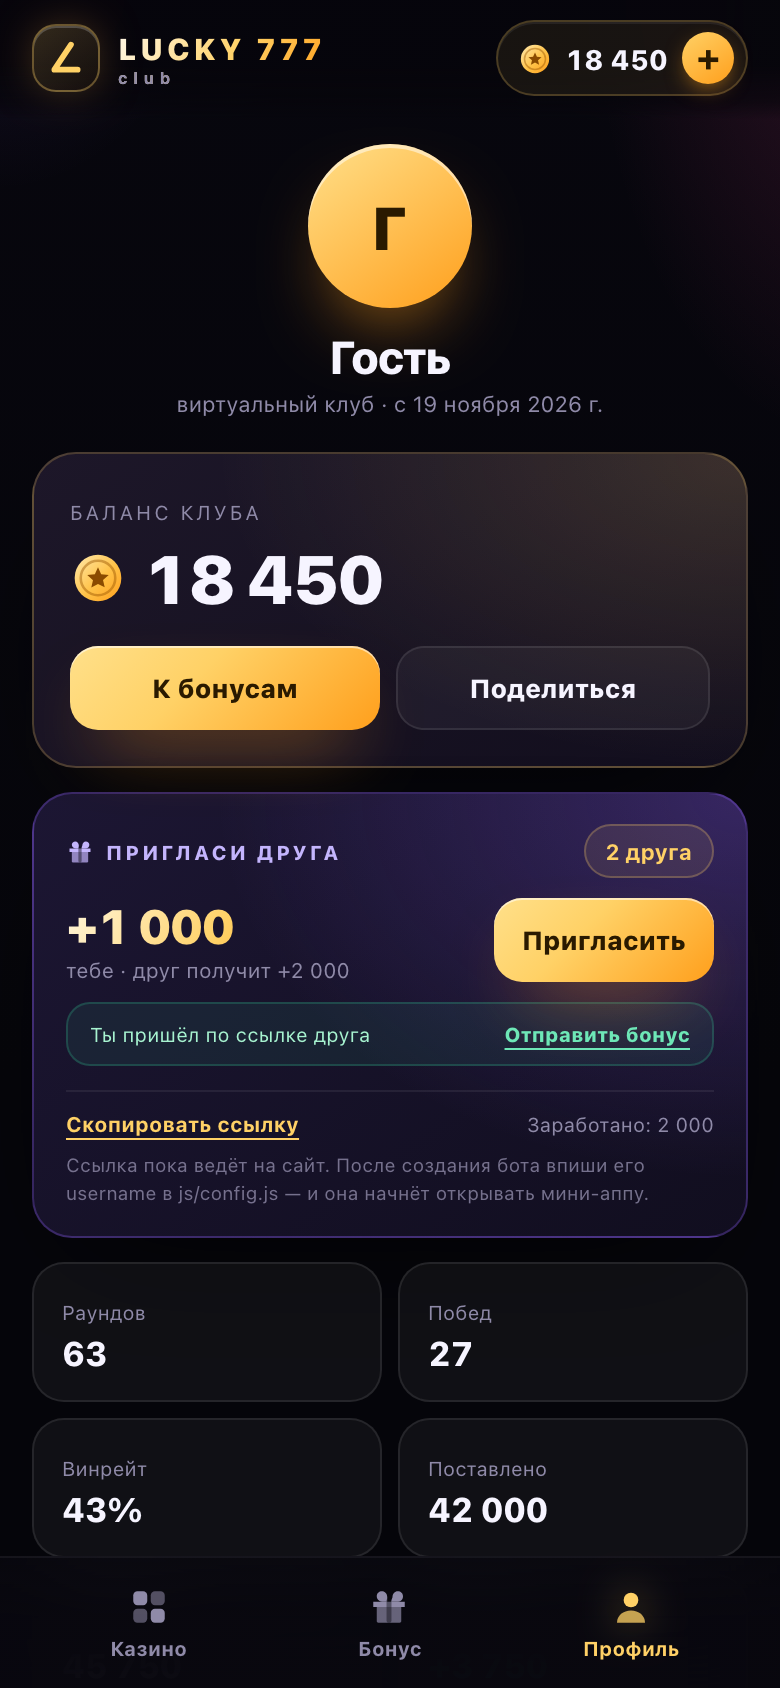 LUCKY 777
club
18 450
+
Г
Гость
виртуальный клуб · с 19 ноября 2026 г.
БАЛАНС КЛУБА
18 450
К бонусам
Поделиться
ПРИГЛАСИ ДРУГА
2 друга
+1 000
тебе · друг получит +2 000
Пригласить
Ты пришёл по ссылке друга
Отправить бонус
Скопировать ссылку
Заработано: 2 000
Ссылка пока ведёт на сайт. После создания бота впиши его
username в js/config.js — и она начнёт открывать мини-аппу.
Раундов
63
Побед
27
Винрейт
43%
Поставлено
42 000
Казино
Бонус
Профиль